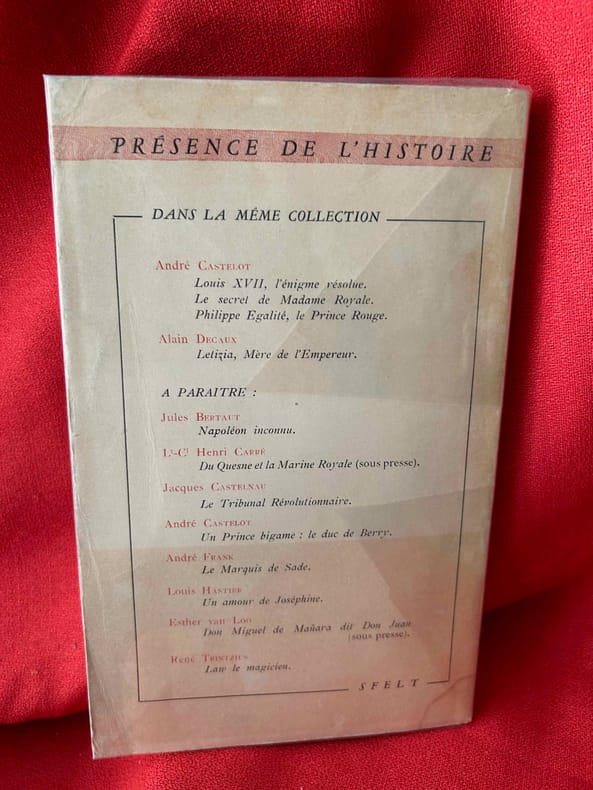 PRÉSENCE DE L'HISTOIRE
DANS LA MÊME COLLECTION
André CASTELOT
Louis XVII, l'énigme résolue.
Le secret de Madame Royale.
Philippe Egalité, le Prince Rouge.
Alain DECAUX
Letizia, Mère de l'Empereur.
A PARAITRE :
Jules BERTAUT
Napoléon inconnu.
Lt-Cl Henri CARRÉ
Du Quesne et la Marine Royale (sous presse).
Jacques CASTELNAU
Le Tribunal Révolutionnaire.
André CASTELOT
Un Prince bigame : le duc de Berry.
André FRANK
Le Marquis de Sade.
Louis HASTIER
Un amour de Joséphine.
Esther van LOO
Don Miguel de Mañara dit Don Juan
(sous presse).
René TRINTZIUS
Law le magicien.
SFELT